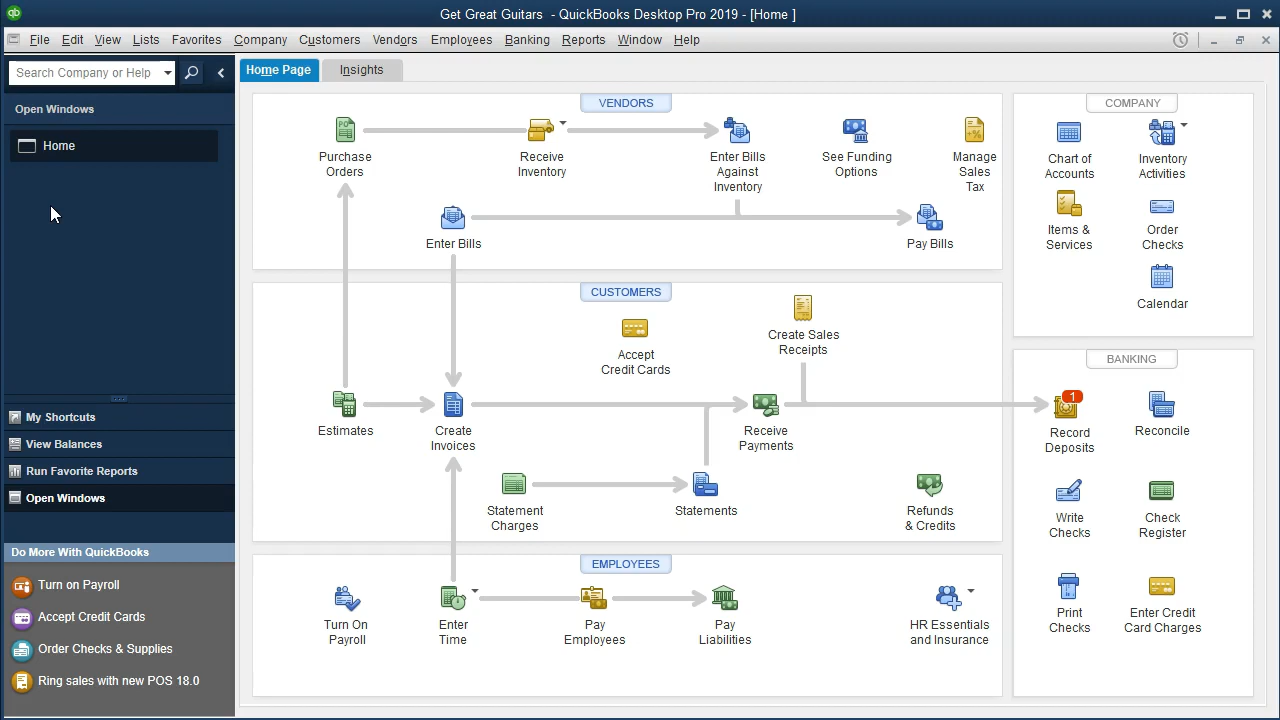 Get Great Guitars - QuickBooks Desktop Pro 2019 - [Home ]
File Edit View Lists Favorites Company Customers Vendors Employees Banking Reports Window Help
Search Company or Help
Open Windows
Home
My Shortcuts
View Balances
Run Favorite Reports
Open Windows
Do More With QuickBooks
Turn on Payroll
Accept Credit Cards
Order Checks & Supplies
Ring sales with new POS 18.0
Home Page
Insights
VENDORS
Purchase
Orders
Receive
Inventory
Enter Bills
Against
Inventory
See Funding
Options
Manage
Sales
Tax
Enter Bills
Pay Bills
CUSTOMERS
Accept
Credit Cards
Create Sales
Receipts
Estimates
Create
Invoices
Receive
Payments
Statement
Charges
Statements
Refunds
& Credits
EMPLOYEES
Turn On
Payroll
Enter
Time
Pay
Employees
Pay
Liabilities
HR Essentials
and Insurance
COMPANY
Chart of
Accounts
Inventory
Activities
Items &
Services
Order
Checks
Calendar
BANKING
1
Record
Deposits
Reconcile
Write
Checks
Check
Register
Print
Checks
Enter Credit
Card Charges